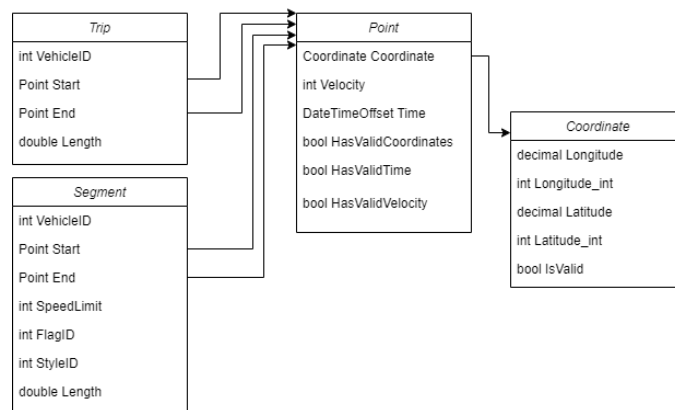 Trip
int VehicleID
Point Start
Point End
double Length
Segment
int VehicleID
Point Start
Point End
int SpeedLimit
int FlagID
int StyleID
double Length
Point
Coordinate Coordinate
int Velocity
DateTimeOffset Time
bool HasValidCoordinates
bool HasValidTime
bool HasValidVelocity
Coordinate
decimal Longitude
int Longitude_int
decimal Latitude
int Latitude_int
bool IsValid